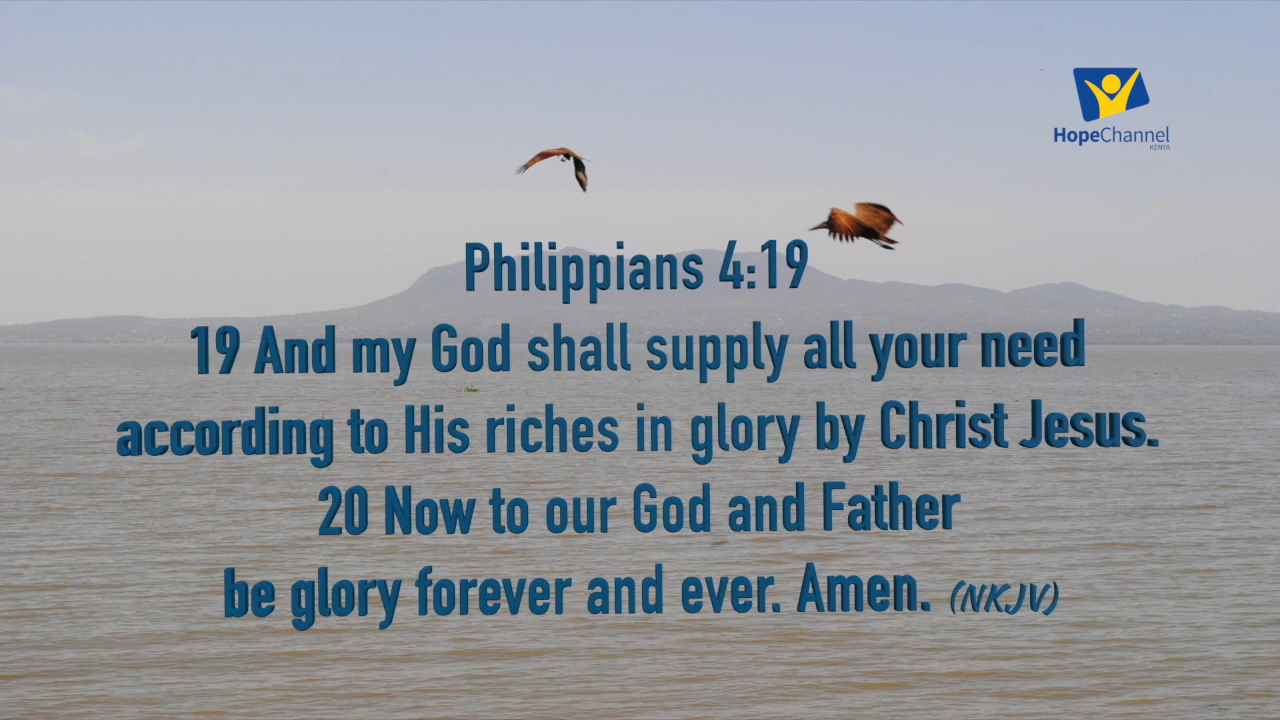 HopeChannel
KENYA
Philippians 4:19
19 And my God shall supply all your need
according to His riches in glory by Christ Jesus.
20 Now to our God and Father
be glory forever and ever. Amen. (NKJV)